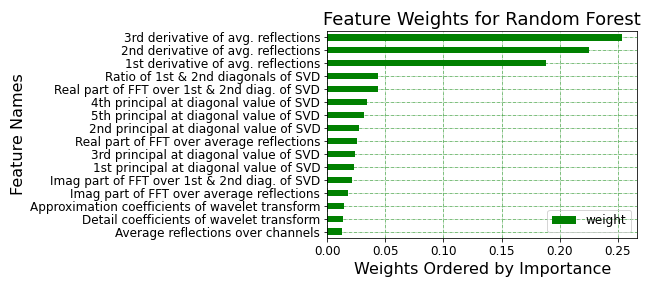 Feature Weights for Random Forest
Feature Names
3rd derivative of avg. reflections
2nd derivative of avg. reflections
1st derivative of avg. reflections
Ratio of 1st & 2nd diagonals of SVD
Real part of FFT over 1st & 2nd diag. of SVD
4th principal at diagonal value of SVD
5th principal at diagonal value of SVD
2nd principal at diagonal value of SVD
Real part of FFT over average reflections
3rd principal at diagonal value of SVD
1st principal at diagonal value of SVD
Imag part of FFT over 1st & 2nd diag. of SVD
Imag part of FFT over average reflections
Approximation coefficients of wavelet transform
Detail coefficients of wavelet transform
Average reflections over channels
weight
0.00 0.05 0.10 0.15 0.20 0.25
Weights Ordered by Importance